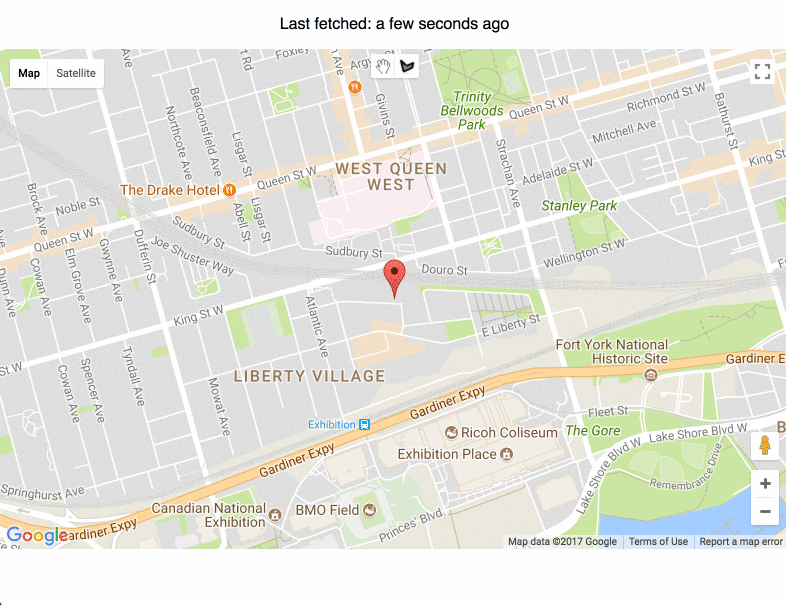 Last fetched: a few seconds ago
Map
Satellite
Foxley
Argy
Givins St
Trinity
Bellwoods
Park
Queen St W
Richmond St W
Bathurst St
Mitchell Ave
King St
Adelaide St W
Strachan Ave
Beaconsfield Ave
Northcote Ave
Lisgar St
WEST QUEEN
WEST
Queen St W
The Drake Hotel
Stanley Park
Abell St
Lisgar St
Noble St
Brock Ave
Queen St W
Sudbury St
Joe Shuster Way
Sudbury St
Douro St
Wellington St W
Dufferin St
Gwynne Ave
Elm Grove Ave
Cowan Ave
Dunn Ave
King St W
Atlantic Ave
E Liberty St
Fort York National
Historic Site
Gardiner E
St W
LIBERTY VILLAGE
Tyndall Ave
Spencer Ave
Cowan Ave
Mowat Ave
Gardiner Expy
Exhibition
Fleet St
The Gore
Lake Shore Blvd W
Ricoh Coliseum
Exhibition Place
Gardiner Expy
Lake Shore Blvd W
Remembrance Drive
Springhurst Ave
Canadian National
Exhibition
BMO Field
Princes' Blvd
Google
Gardiner Expy
Map data ©2017 Google
Terms of Use
Report a map error